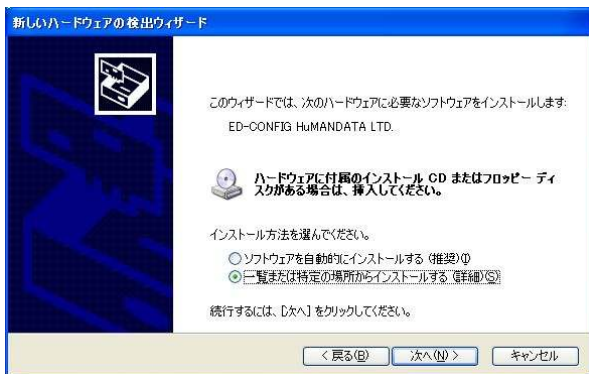 新しいハードウェアの検出ウィザード
このウィザードでは、次のハードウェアに必要なソフトウェアをインストールします:
ED-CONFIG HuMANDATA LTD.
ハードウェアに付属のインストール CD またはフロッピー ディ
スクがある場合は、挿入してください。
インストール方法を選んでください。
ソフトウェアを自動的にインストールする (推奨)(I)
一覧または特定の場所からインストールする (詳細)(S)
続行するには、[次へ] をクリックしてください。
< 戻る(B) 次へ(N) > キャンセル